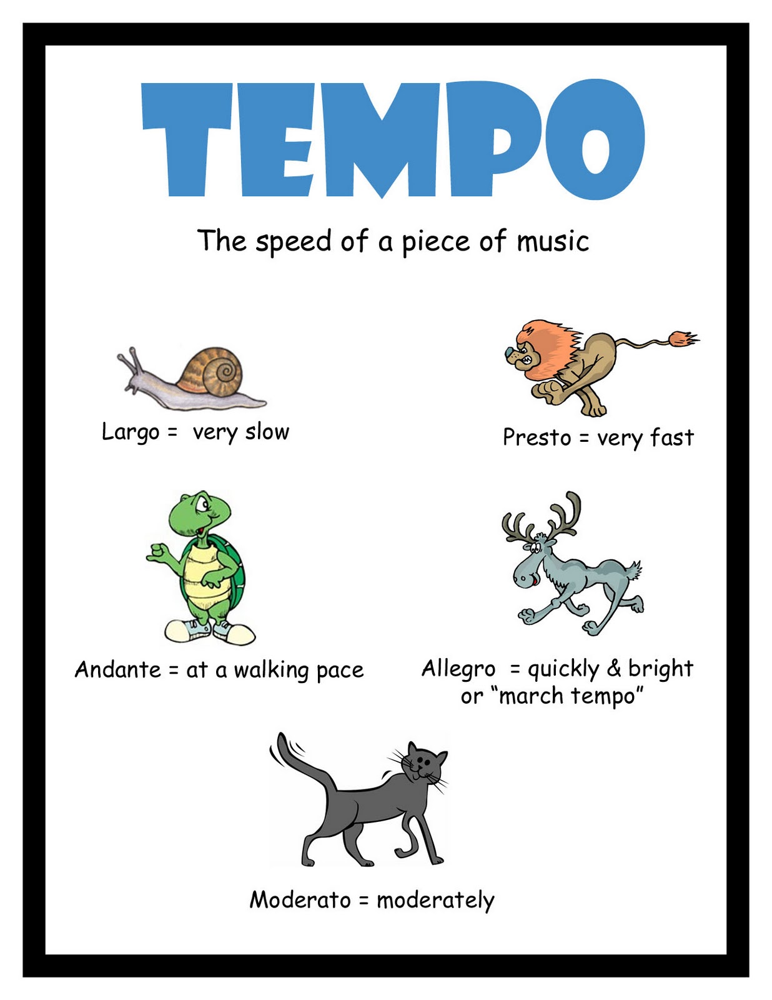 TEMPO
The speed of a piece of music
Largo =  very slow
Presto = very fast
Andante = at a walking pace
Allegro  = quickly & bright
or “march tempo”
Moderato = moderately